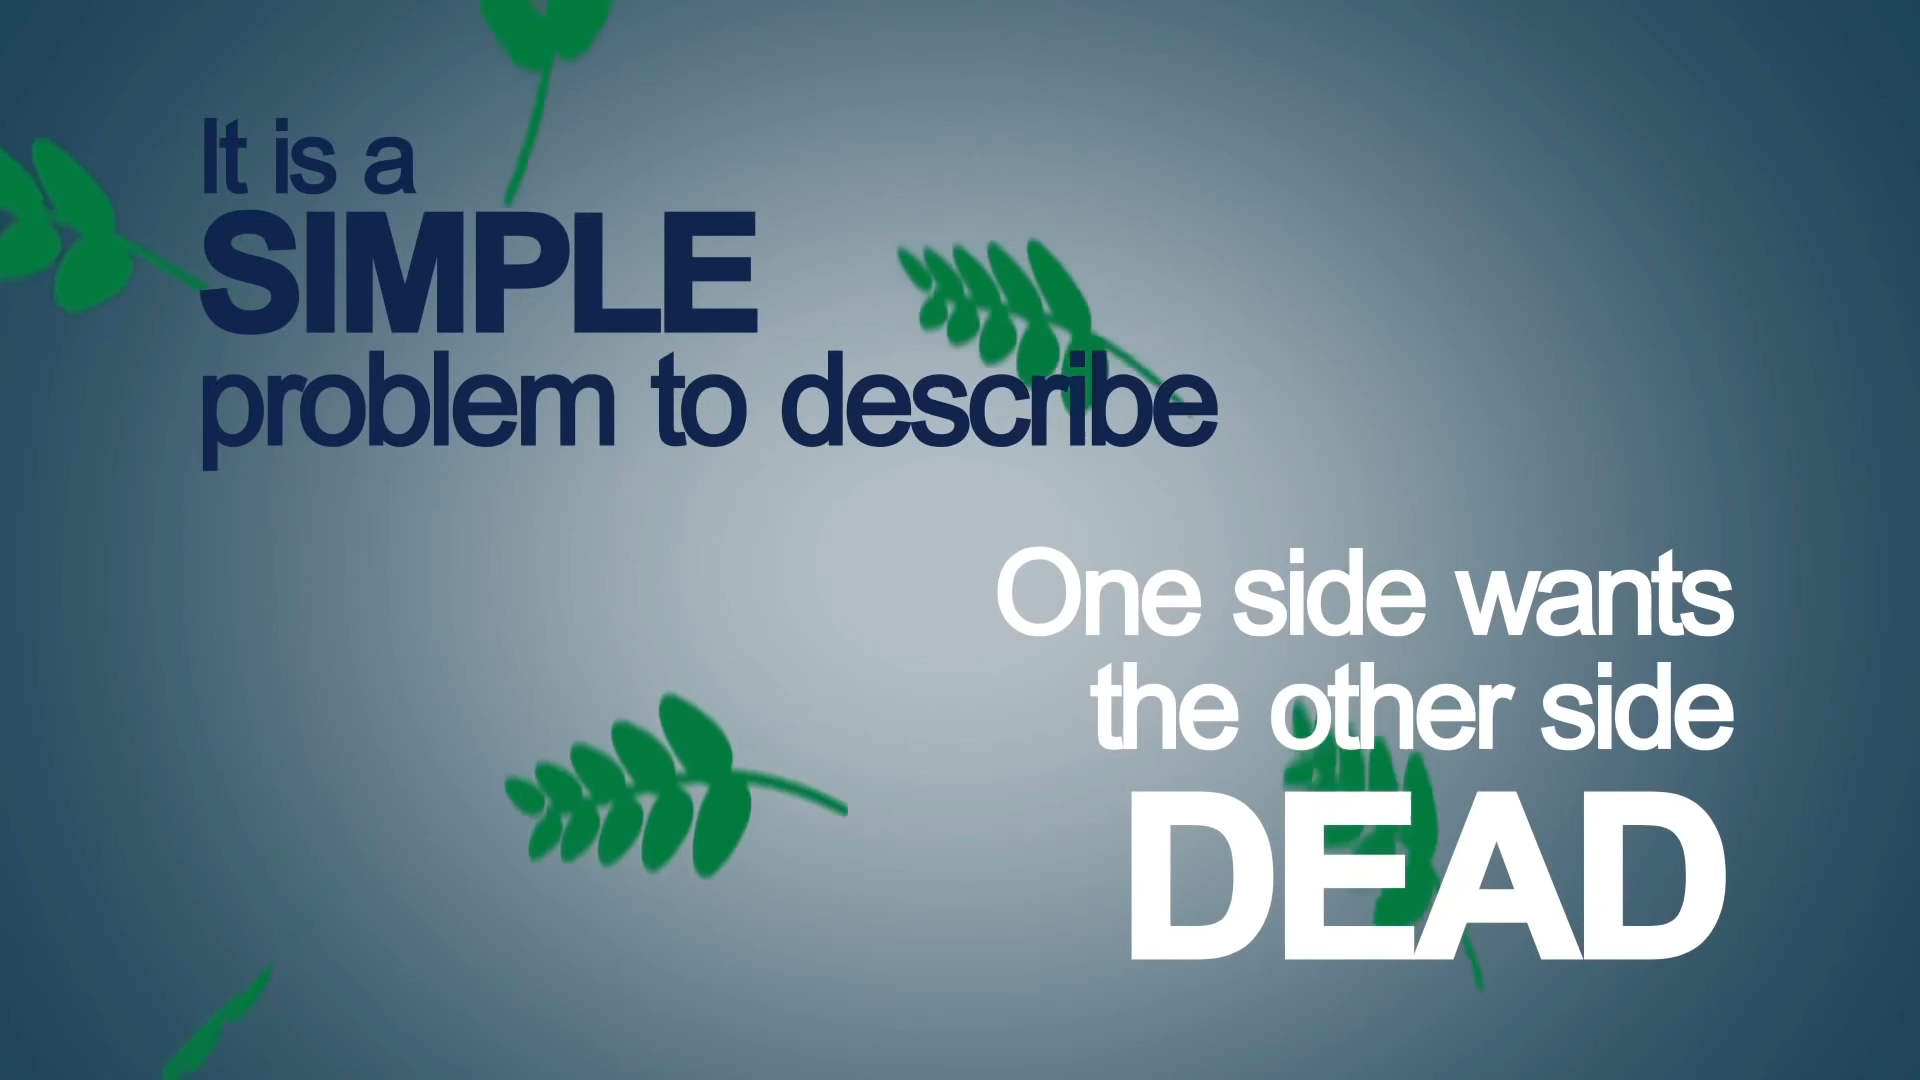 It is a
SIMPLE
problem to describe
One side wants
the other side
DEAD